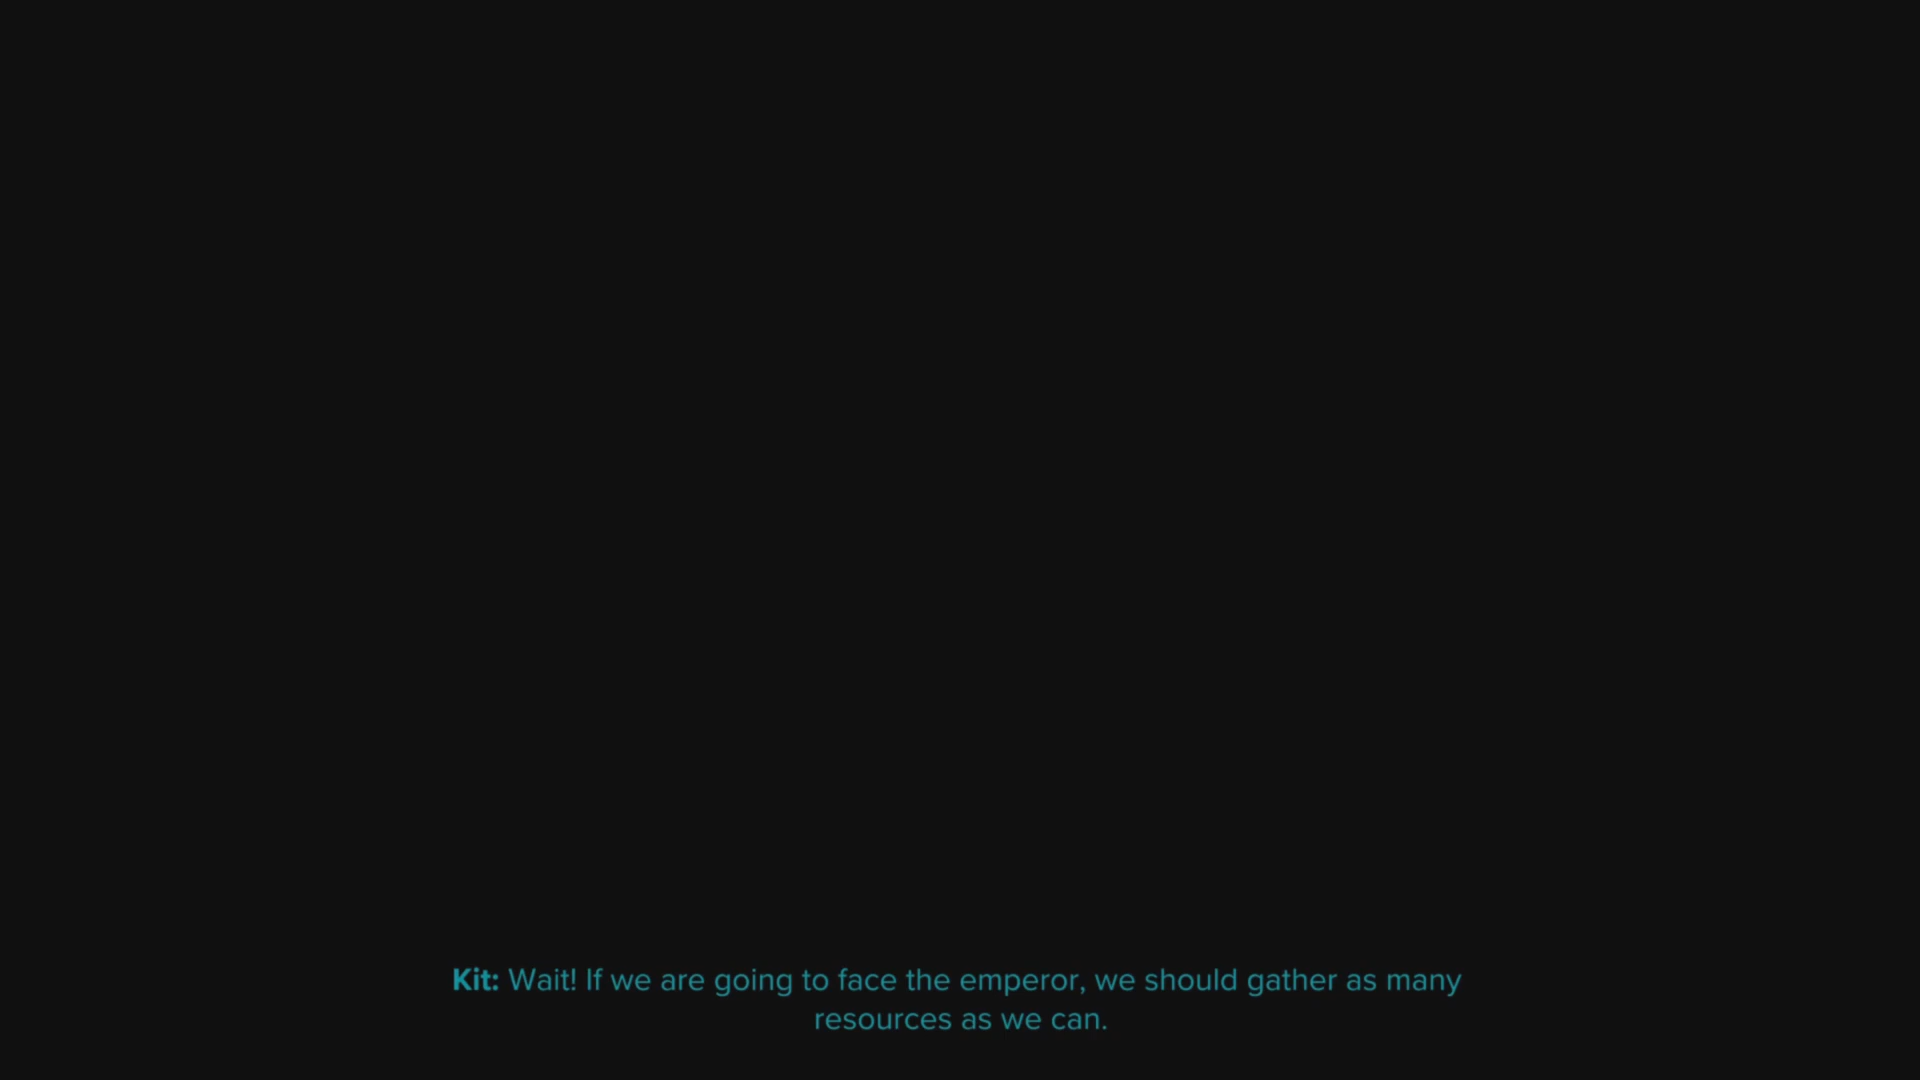 Kit: Wait! If we are going to face the emperor, we should gather as many
resources as we can.